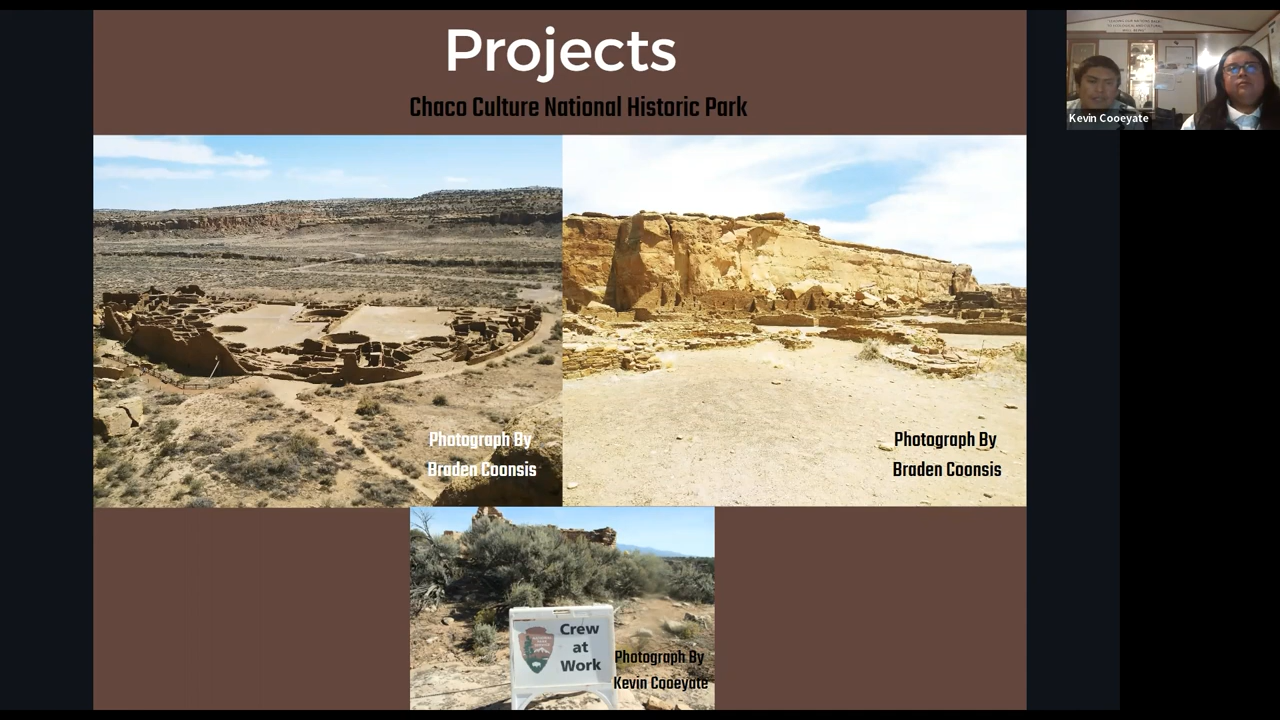 Projects
Chaco Culture National Historic Park
Photograph By
Braden Coonsis
Photograph By
Braden Coonsis
Crew
at
Work
Photograph By
Kevin Cooeyate
Kevin Cooeyate